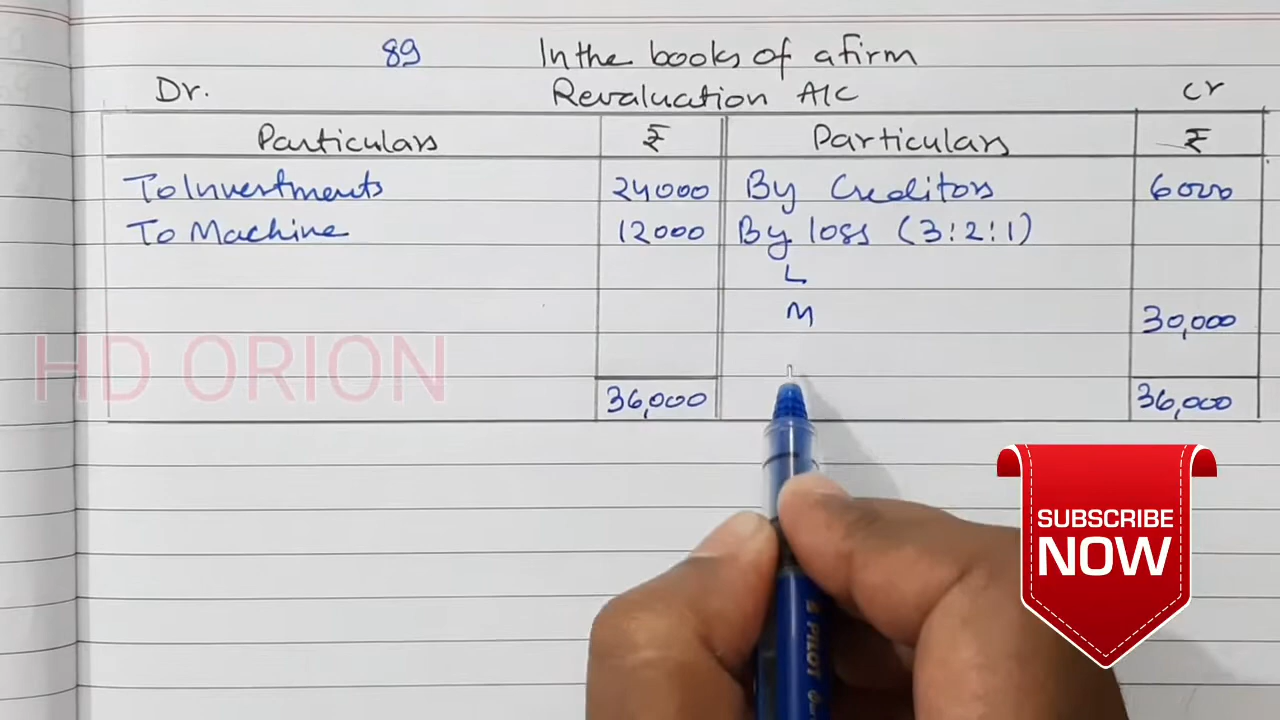 89 In the books of a firm
Dr. Revaluation A/C Cr
Particulars ₹ Particulars ₹
To Investments 24000 By Creditors 6000
To Machine 12000 By loss (3:2:1)
L
M 30,000
36,000 36,000
HD ORION
SUBSCRIBE
NOW
PILOT